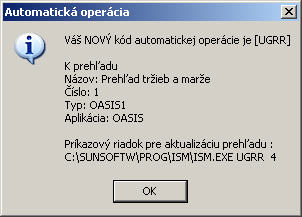 Automatická operácia
Váš NOVÝ kód automatickej operácie je [UGRR]
K prehľadu
Názov: Prehľad tržieb a marže
Číslo: 1
Typ: OASIS1
Aplikácia: OASIS
Príkazový riadok pre aktualizáciu prehľadu :
C:\SUNSOFTW\PROG\ISM\ISM.EXE UGRR 4
OK